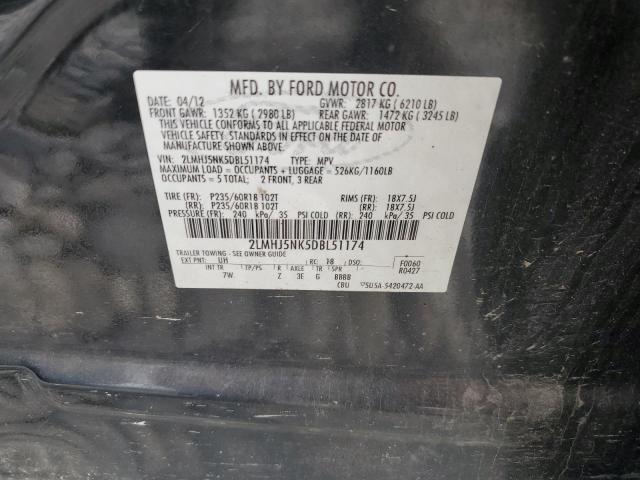 MFD. BY FORD MOTOR CO.
DATE: 04/12 GVWR: 2817 KG ( 6210 LB)
FRONT GAWR: 1352 KG ( 2980 LB) REAR GAWR: 1472 KG ( 3245 LB)
THIS VEHICLE CONFORMS TO ALL APPLICABLE FEDERAL MOTOR
VEHICLE SAFETY STANDARDS IN EFFECT ON THE DATE OF
MANUFACTURE SHOWN ABOVE.
VIN: 2LMHJ5NK5DBL51174 TYPE: MPV
MAXIMUM LOAD = OCCUPANTS + LUGGAGE = 526KG/1160LB
OCCUPANTS = 5 TOTAL: 2 FRONT, 3 REAR
TIRE (FR): P235/60R18 102T RIMS (FR): 18X7.5J
(RR): P235/60R18 102T (RR): 18X7.5J
PRESSURE (FR): 240 kPa/ 35 PSI COLD (RR): 240 kPa/ 35 PSI COLD
2LMHJ5NK5DBL51174
TRAILER TOWING - SEE OWNER GUIDE
EXT PNT: UH RC: 18 DSO: F0060
INT TR TP/PS R AXLE TR SPR R0427
7W Z 3E G BBBB
CBU 5U5A-5420472-AA